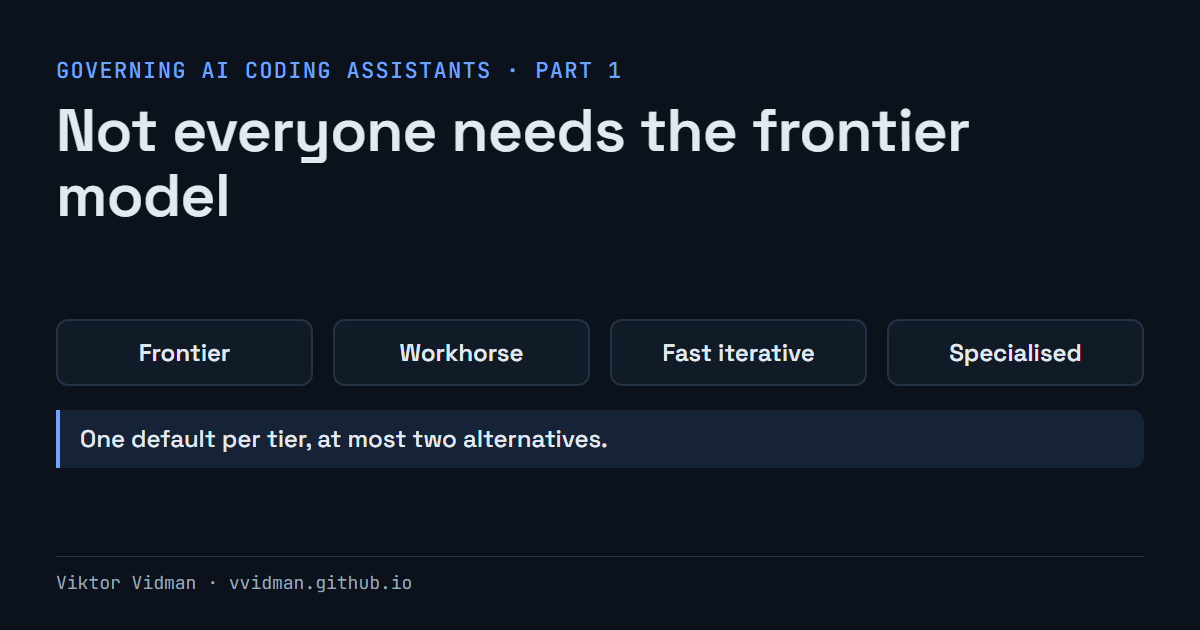 GOVERNING AI CODING ASSISTANTS · PART 1
Not everyone needs the frontier
model
Frontier
Workhorse
Fast iterative
Specialised
One default per tier, at most two alternatives.
Viktor Vidman · vvidman.github.io